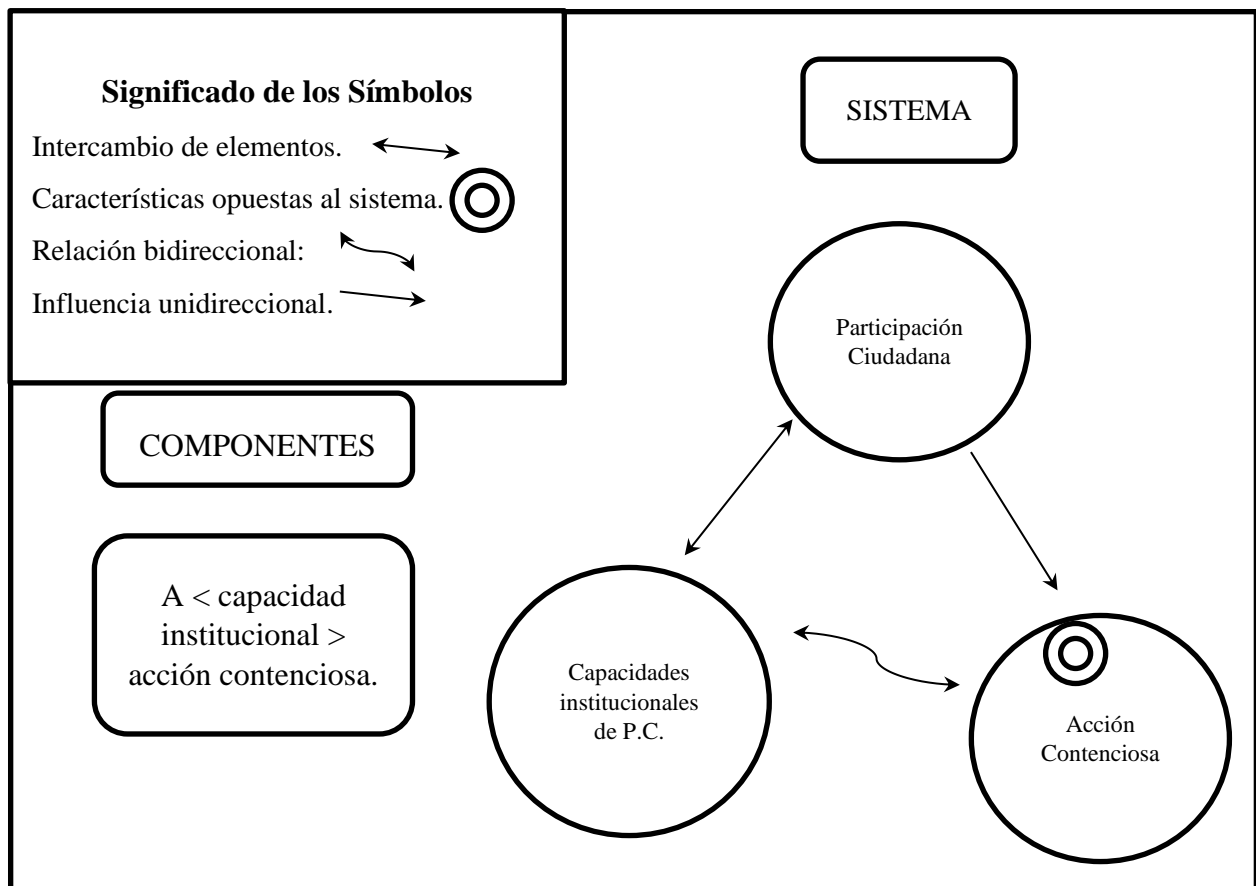 Significado de los Símbolos
Intercambio de elementos.
Características opuestas al sistema.
Relación bidireccional:
Influencia unidireccional.
SISTEMA
Participación
Ciudadana
COMPONENTES
A < capacidad
institucional >
acción contenciosa.
Capacidades
institucionales
de P.C.
Acción
Contenciosa